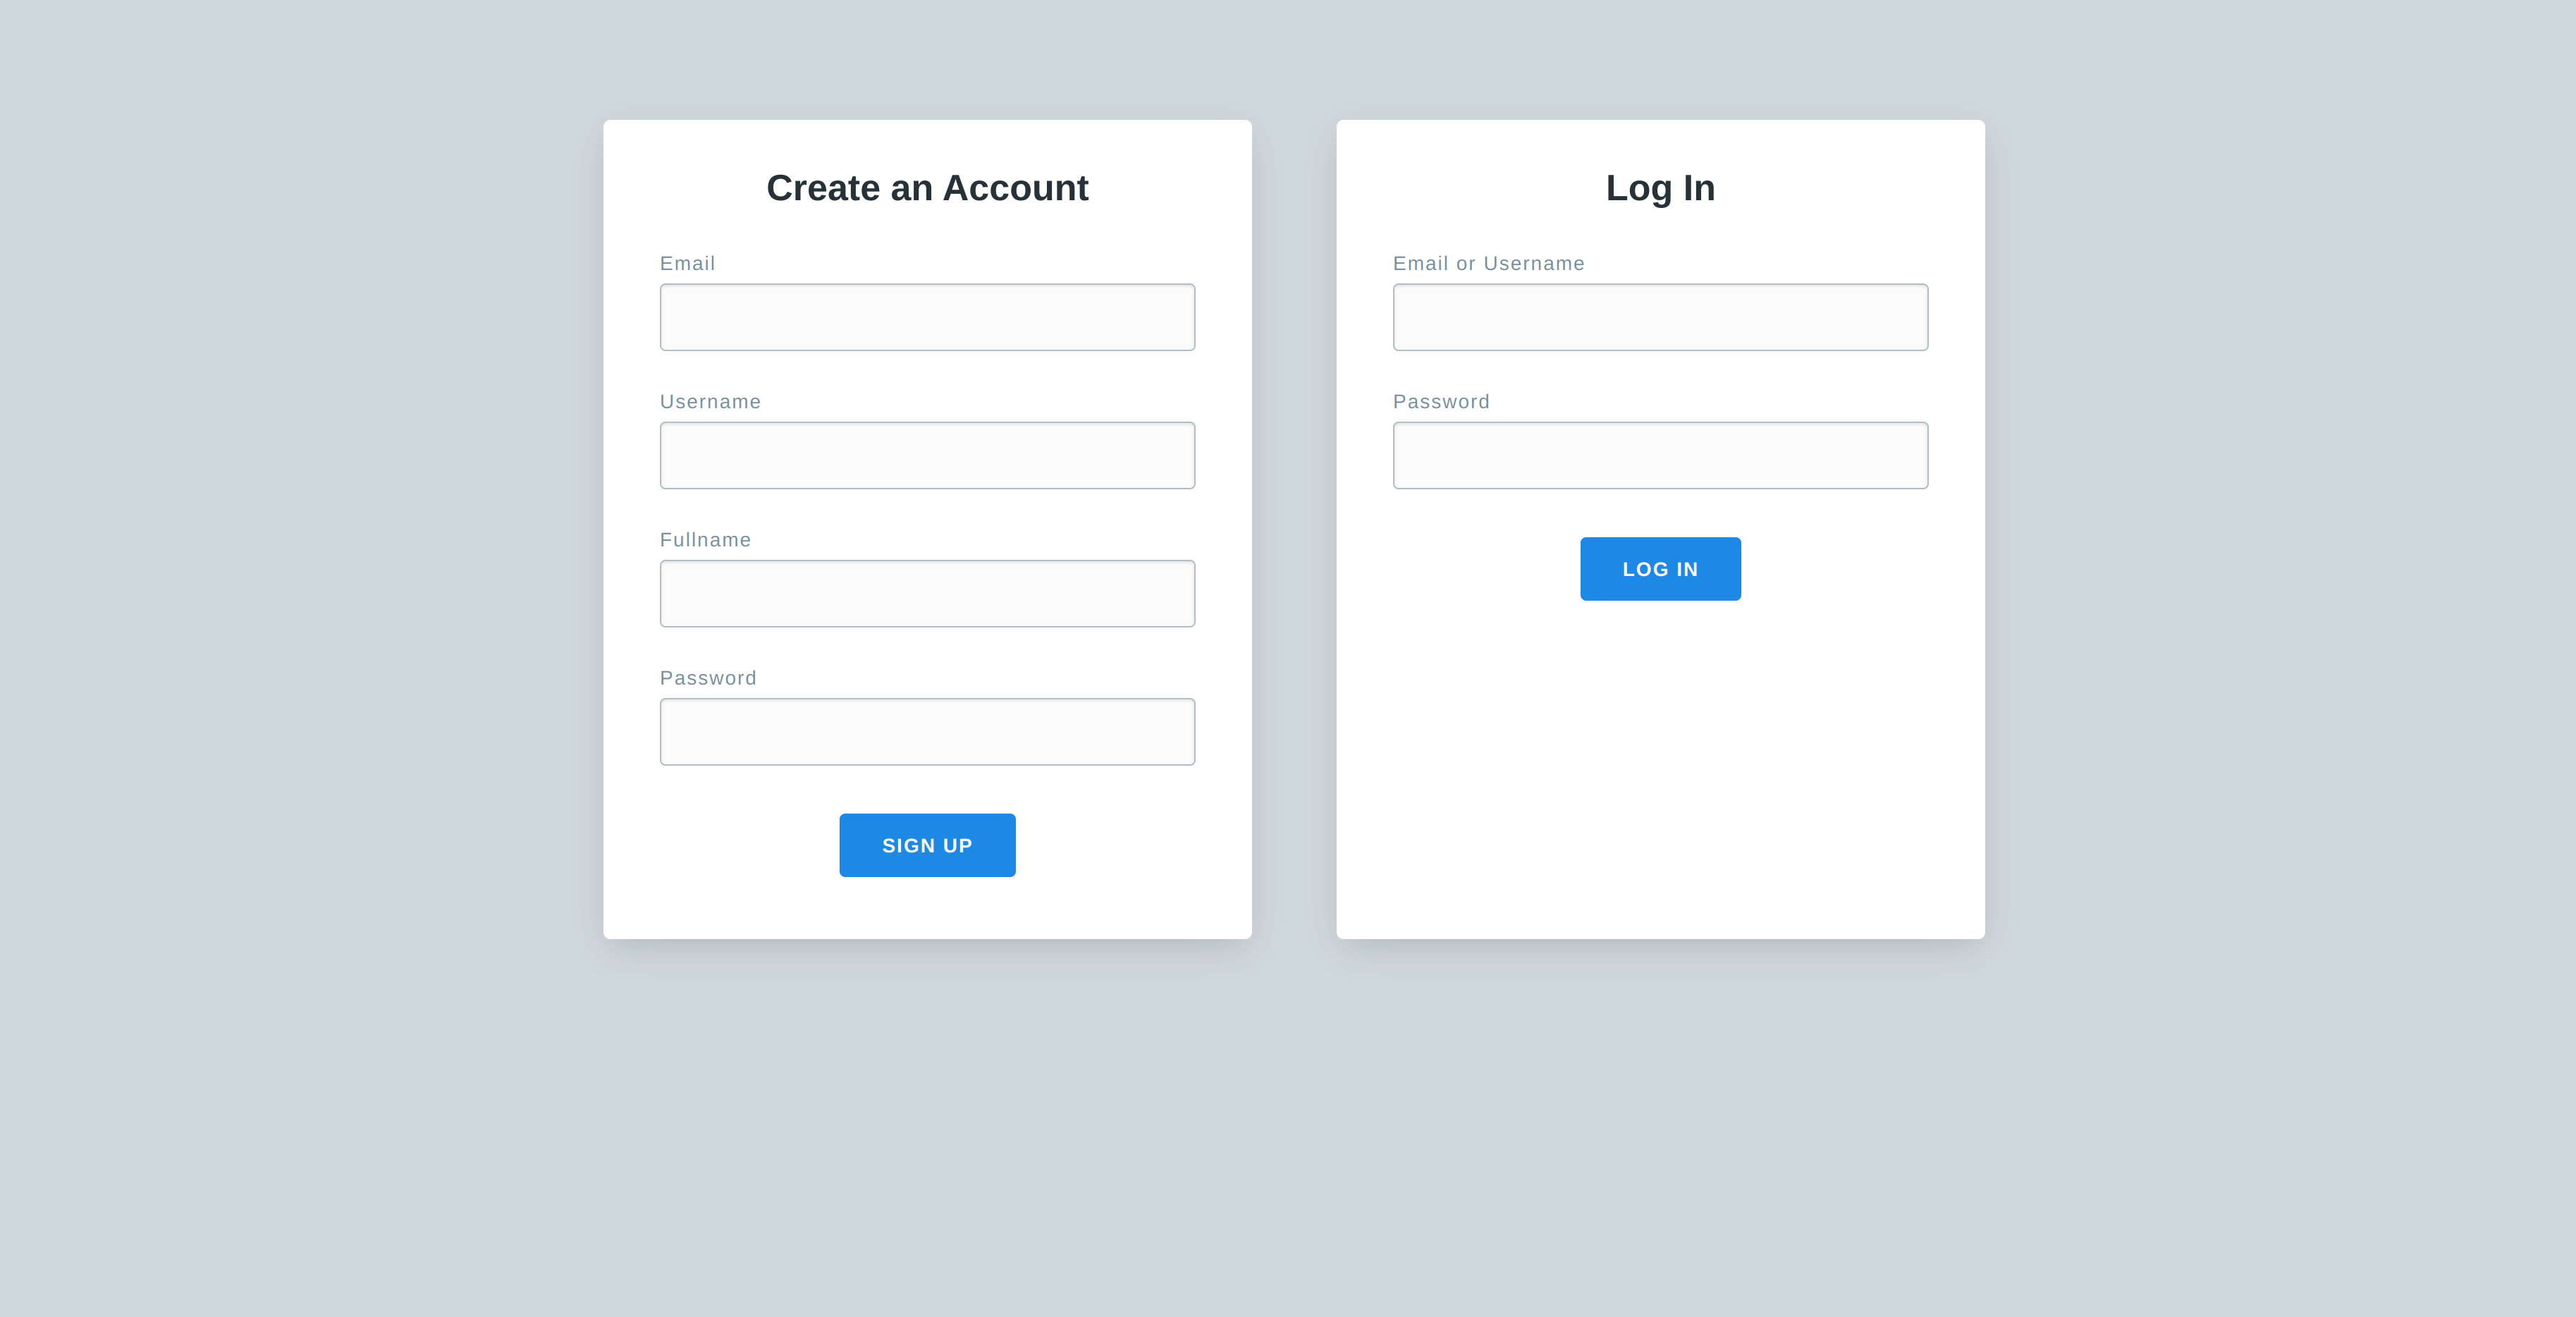 Create an Account
Email
Username
Fullname
Password
SIGN UP
Log In
Email or Username
Password
LOG IN